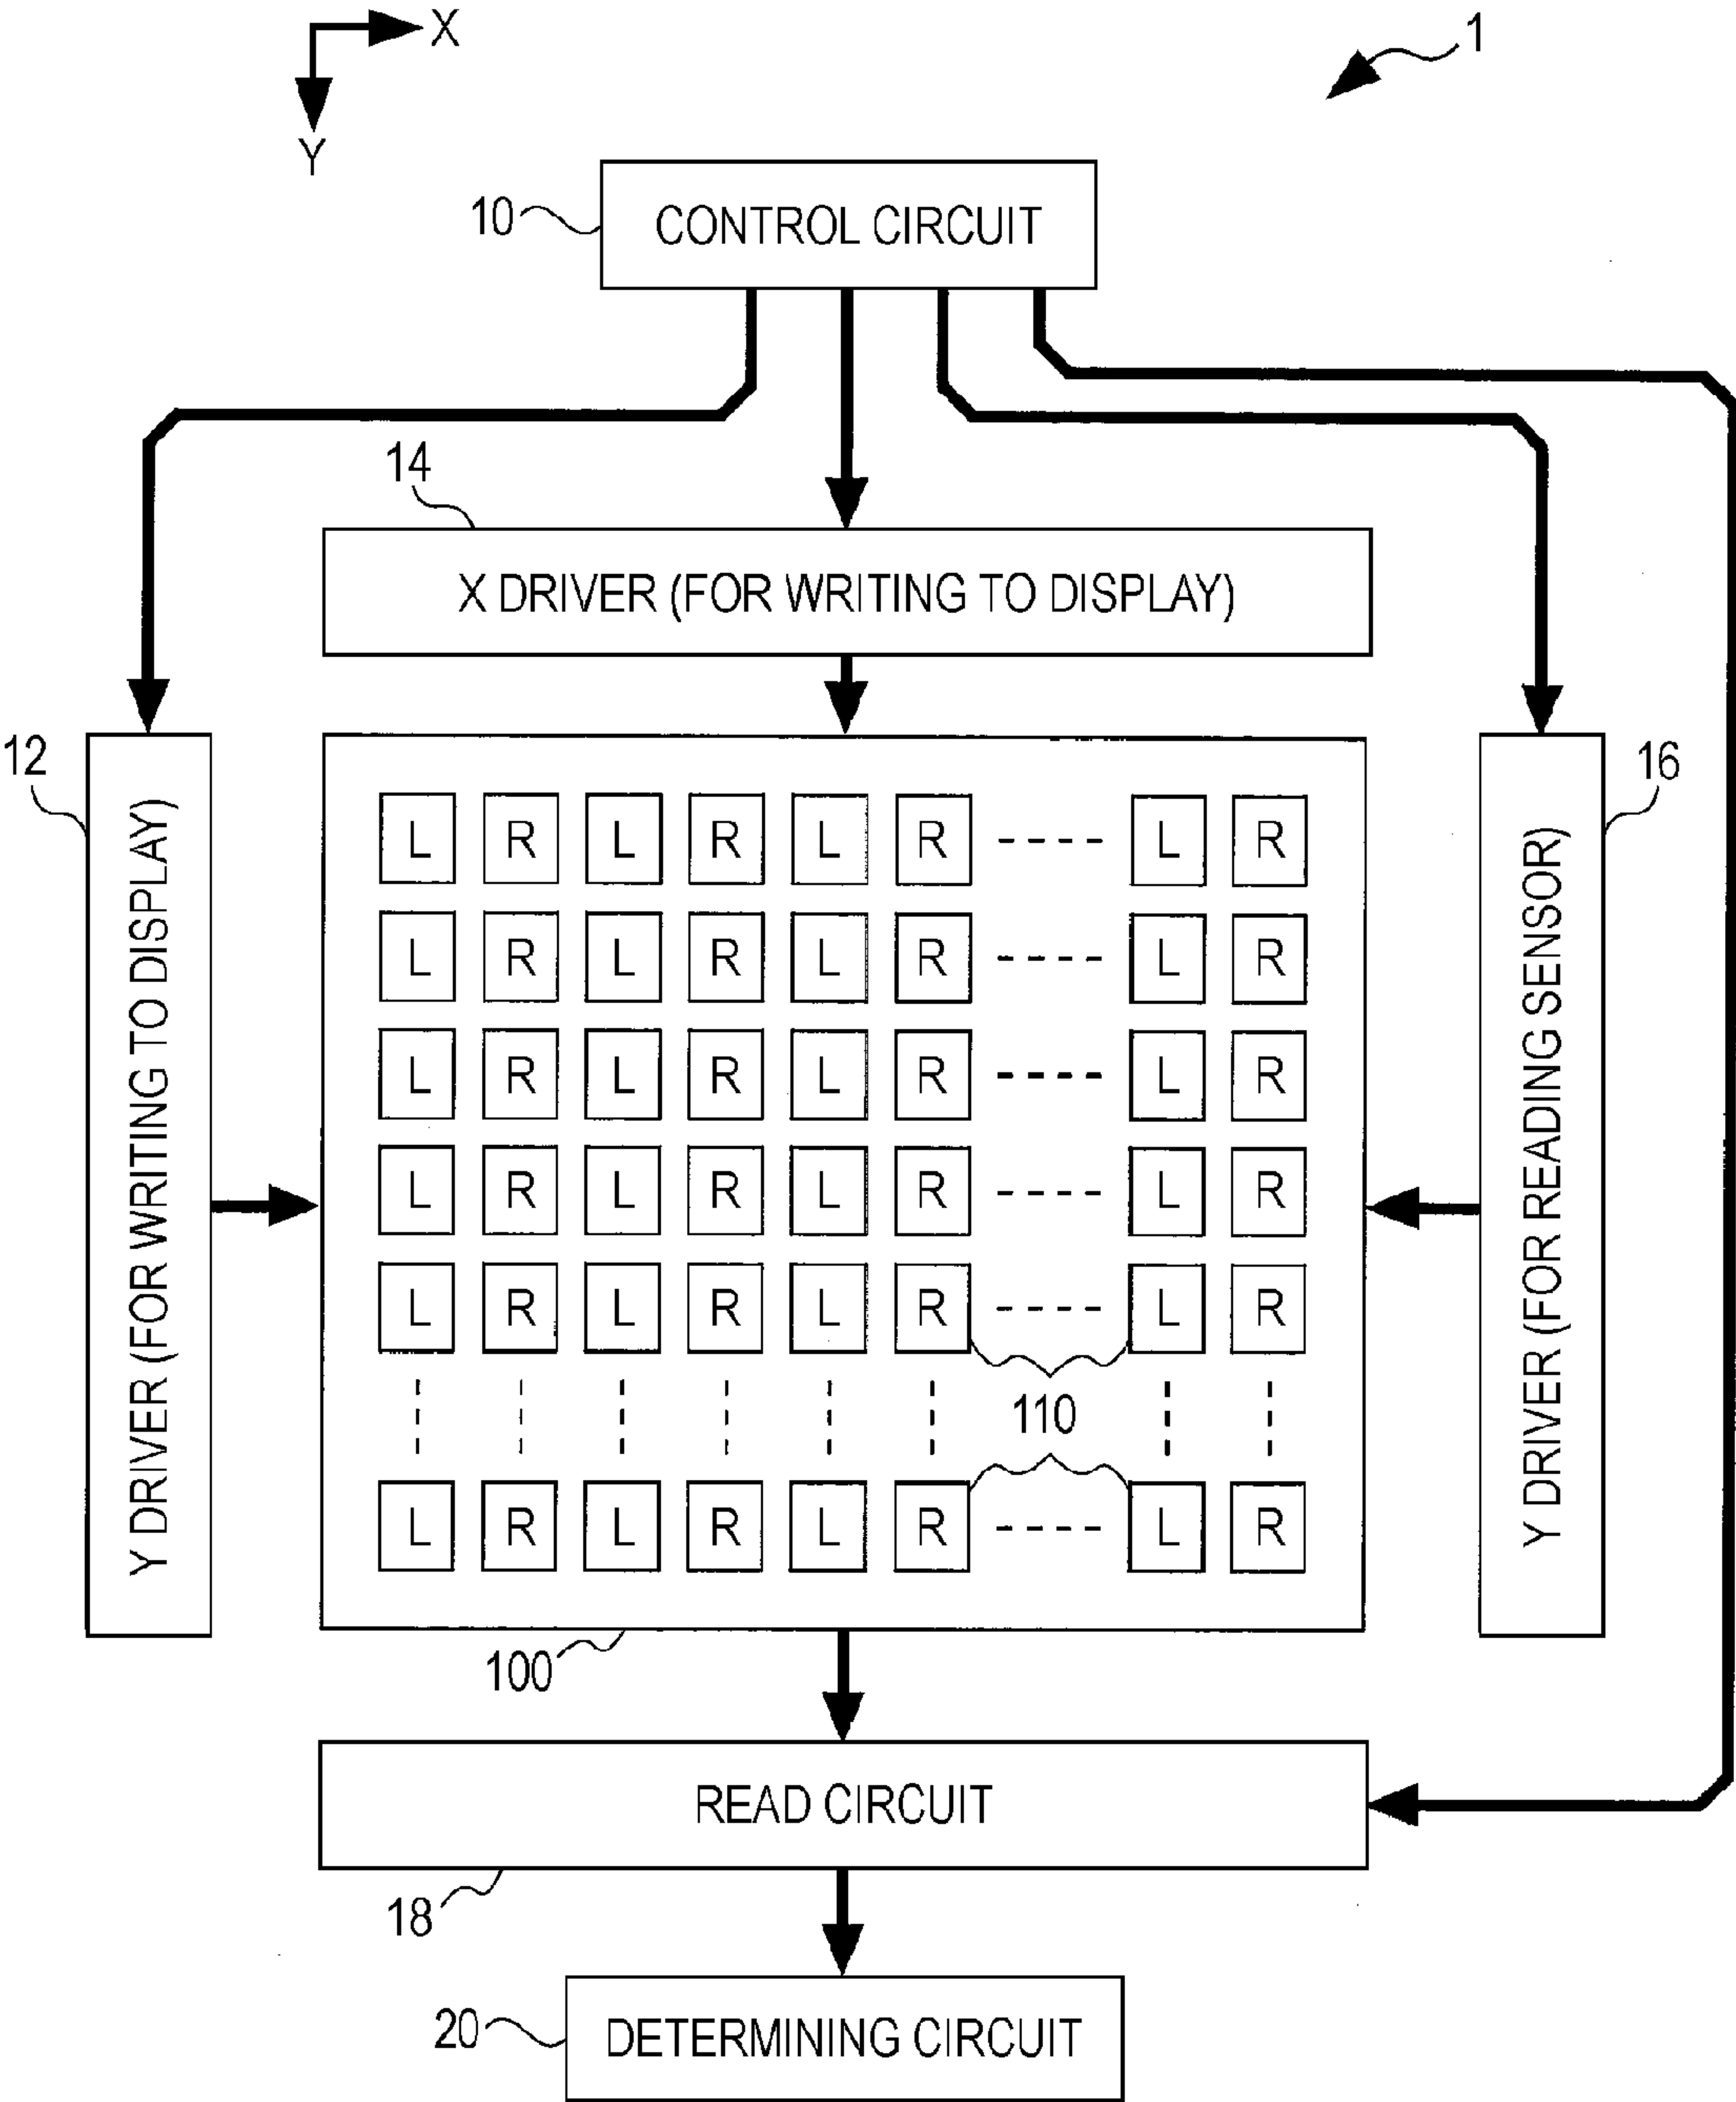 X
1
Y
10
CONTROL CIRCUIT
14
X DRIVER (FOR WRITING TO DISPLAY)
12
16
Y DRIVER (FOR WRITING TO DISPLAY)
L R L R L R ---- L R
L R L R L R ---- L R
L R L R L R ---- L R
L R L R L R ---- L R
L R L R L R ---- L R
110
L R L R L R ---- L R
Y DRIVER (FOR READING SENSOR)
100
READ CIRCUIT
18
20
DETERMINING CIRCUIT